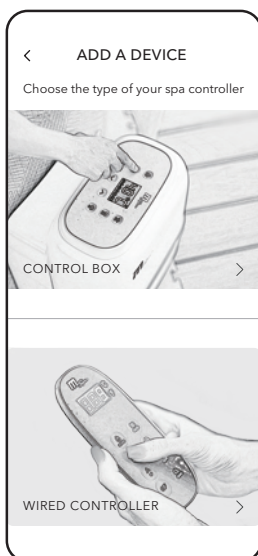 ADD A DEVICE
Choose the type of your spa controller
CONTROL BOX
WIRED CONTROLLER